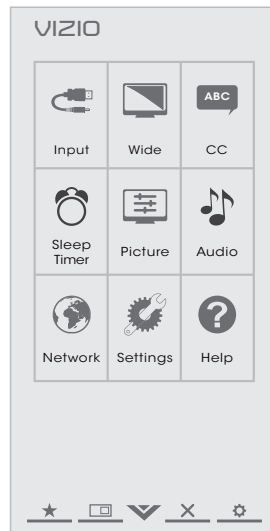 VIZIO
ABC
Input Wide CC
Sleep
Timer
Picture Audio
Network Settings Help